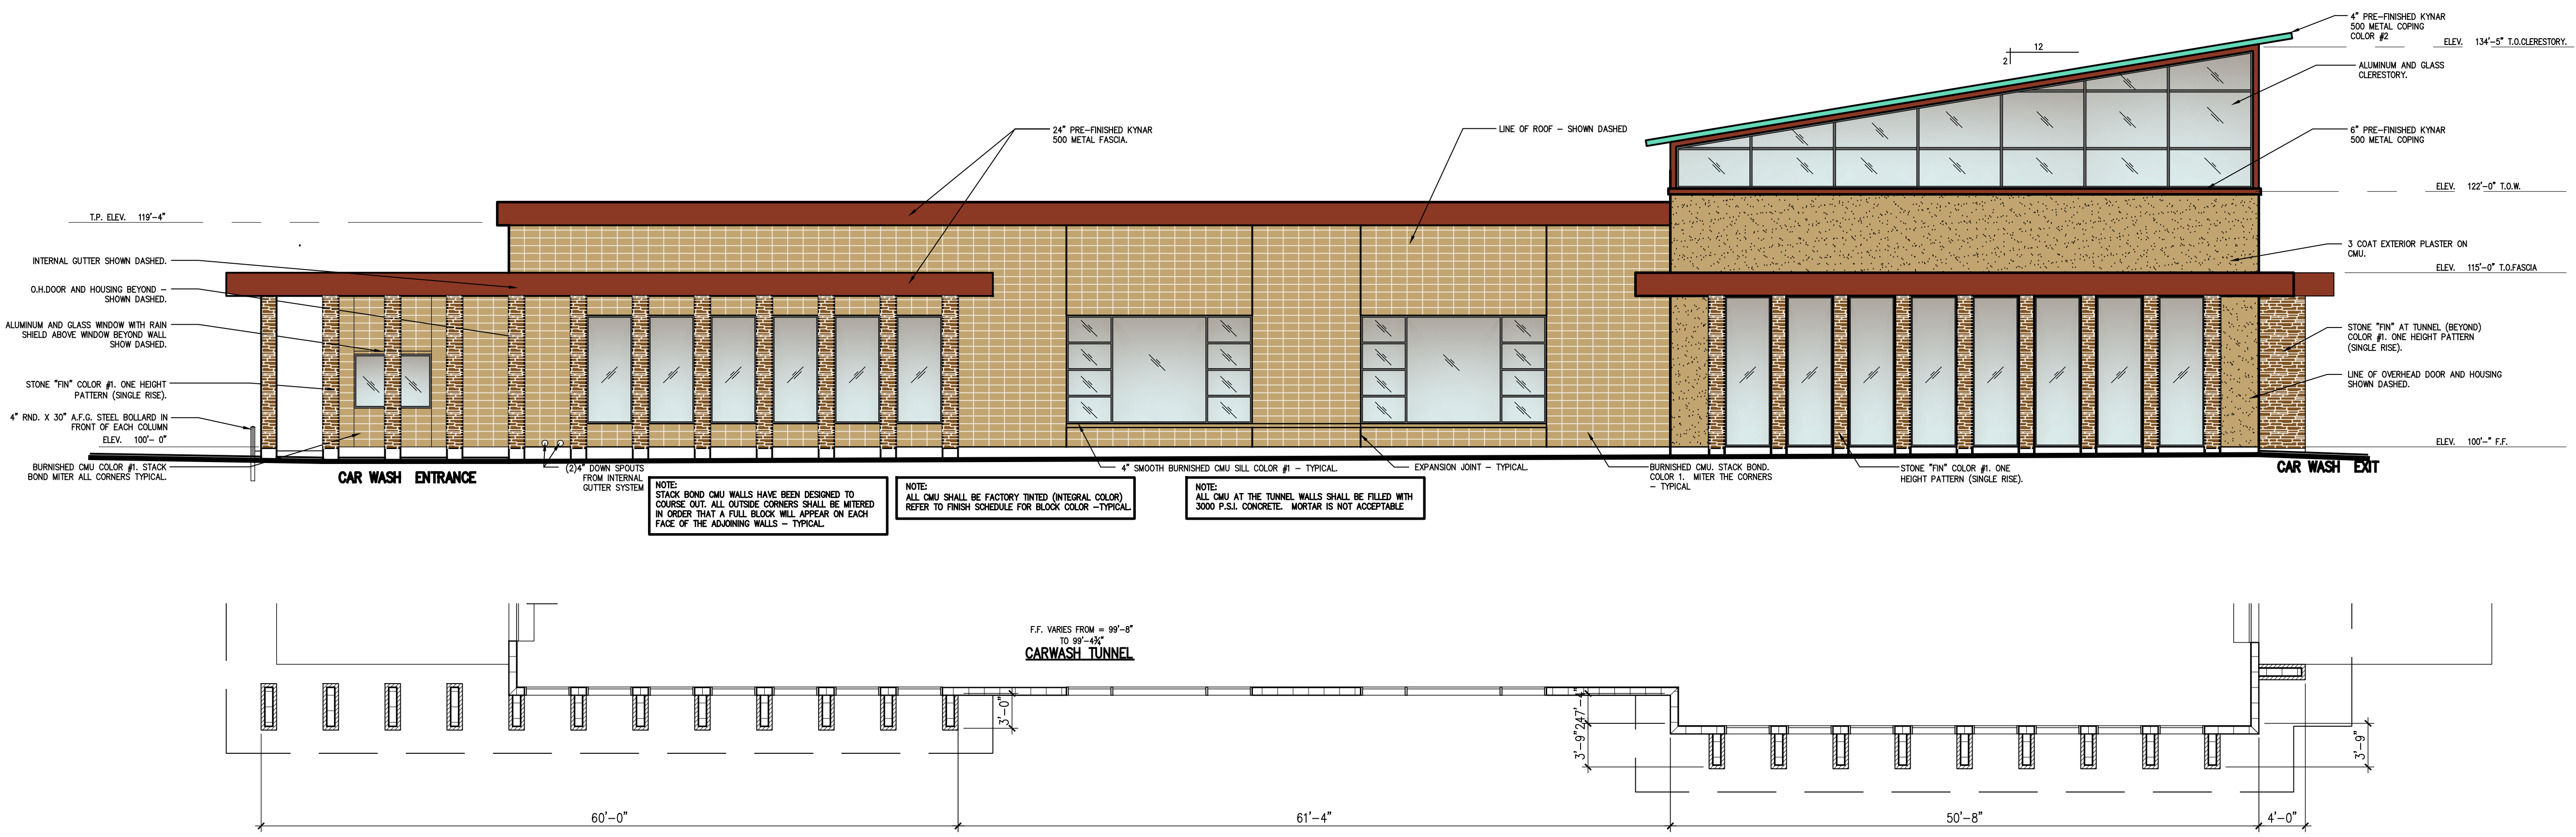 4" PRE-FINISHED KYNAR
500 METAL COPING
COLOR #2
ELEV. 134'-5" T.O.CLERESTORY.
12
2
ALUMINUM AND GLASS
CLERESTORY.
24" PRE-FINISHED KYNAR
500 METAL FASCIA.
LINE OF ROOF - SHOWN DASHED
6" PRE-FINISHED KYNAR
500 METAL COPING
ELEV. 122'-0" T.O.W.
T.P. ELEV. 119'-4"
INTERNAL GUTTER SHOWN DASHED.
O.H.DOOR AND HOUSING BEYOND -
SHOWN DASHED.
ALUMINUM AND GLASS WINDOW WITH RAIN
SHIELD ABOVE WINDOW BEYOND WALL
SHOW DASHED.
STONE "FIN" COLOR #1. ONE HEIGHT
PATTERN (SINGLE RISE).
4" RND. X 30" A.F.G. STEEL BOLLARD IN
FRONT OF EACH COLUMN
ELEV. 100'- 0"
BURNISHED CMU COLOR #1. STACK
BOND MITER ALL CORNERS TYPICAL.
3 COAT EXTERIOR PLASTER ON
CMU.
ELEV. 115'-0" T.O.FASCIA
STONE "FIN" AT TUNNEL (BEYOND)
COLOR #1. ONE HEIGHT PATTERN
(SINGLE RISE).
LINE OF OVERHEAD DOOR AND HOUSING
SHOWN DASHED.
ELEV. 100'-" F.F.
CAR WASH ENTRANCE
(2)4" DOWN SPOUTS
FROM INTERNAL
GUTTER SYSTEM
4" SMOOTH BURNISHED CMU SILL COLOR #1 - TYPICAL.
EXPANSION JOINT - TYPICAL.
BURNISHED CMU. STACK BOND.
COLOR 1. MITER THE CORNERS
- TYPICAL
STONE "FIN" COLOR #1. ONE
HEIGHT PATTERN (SINGLE RISE).
CAR WASH EXIT
NOTE:
STACK BOND CMU WALLS HAVE BEEN DESIGNED TO
COURSE OUT. ALL OUTSIDE CORNERS SHALL BE MITERED
IN ORDER THAT A FULL BLOCK WILL APPEAR ON EACH
FACE OF THE ADJOINING WALLS - TYPICAL.
NOTE:
ALL CMU SHALL BE FACTORY TINTED (INTEGRAL COLOR)
REFER TO FINISH SCHEDULE FOR BLOCK COLOR -TYPICAL.
NOTE:
ALL CMU AT THE TUNNEL WALLS SHALL BE FILLED WITH
3000 P.S.I. CONCRETE. MORTAR IS NOT ACCEPTABLE
F.F. VARIES FROM = 99'-8"
TO 99'-4¾"
CARWASH TUNNEL
3'-0"
247'-4"
3'-9"
3'-9"
60'-0"
61'-4"
50'-8"
4'-0"